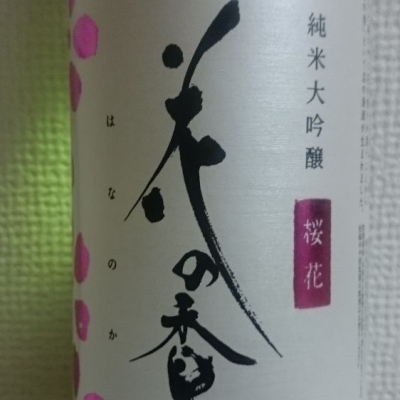 純米大吟醸
桜花
花の香
はなのか